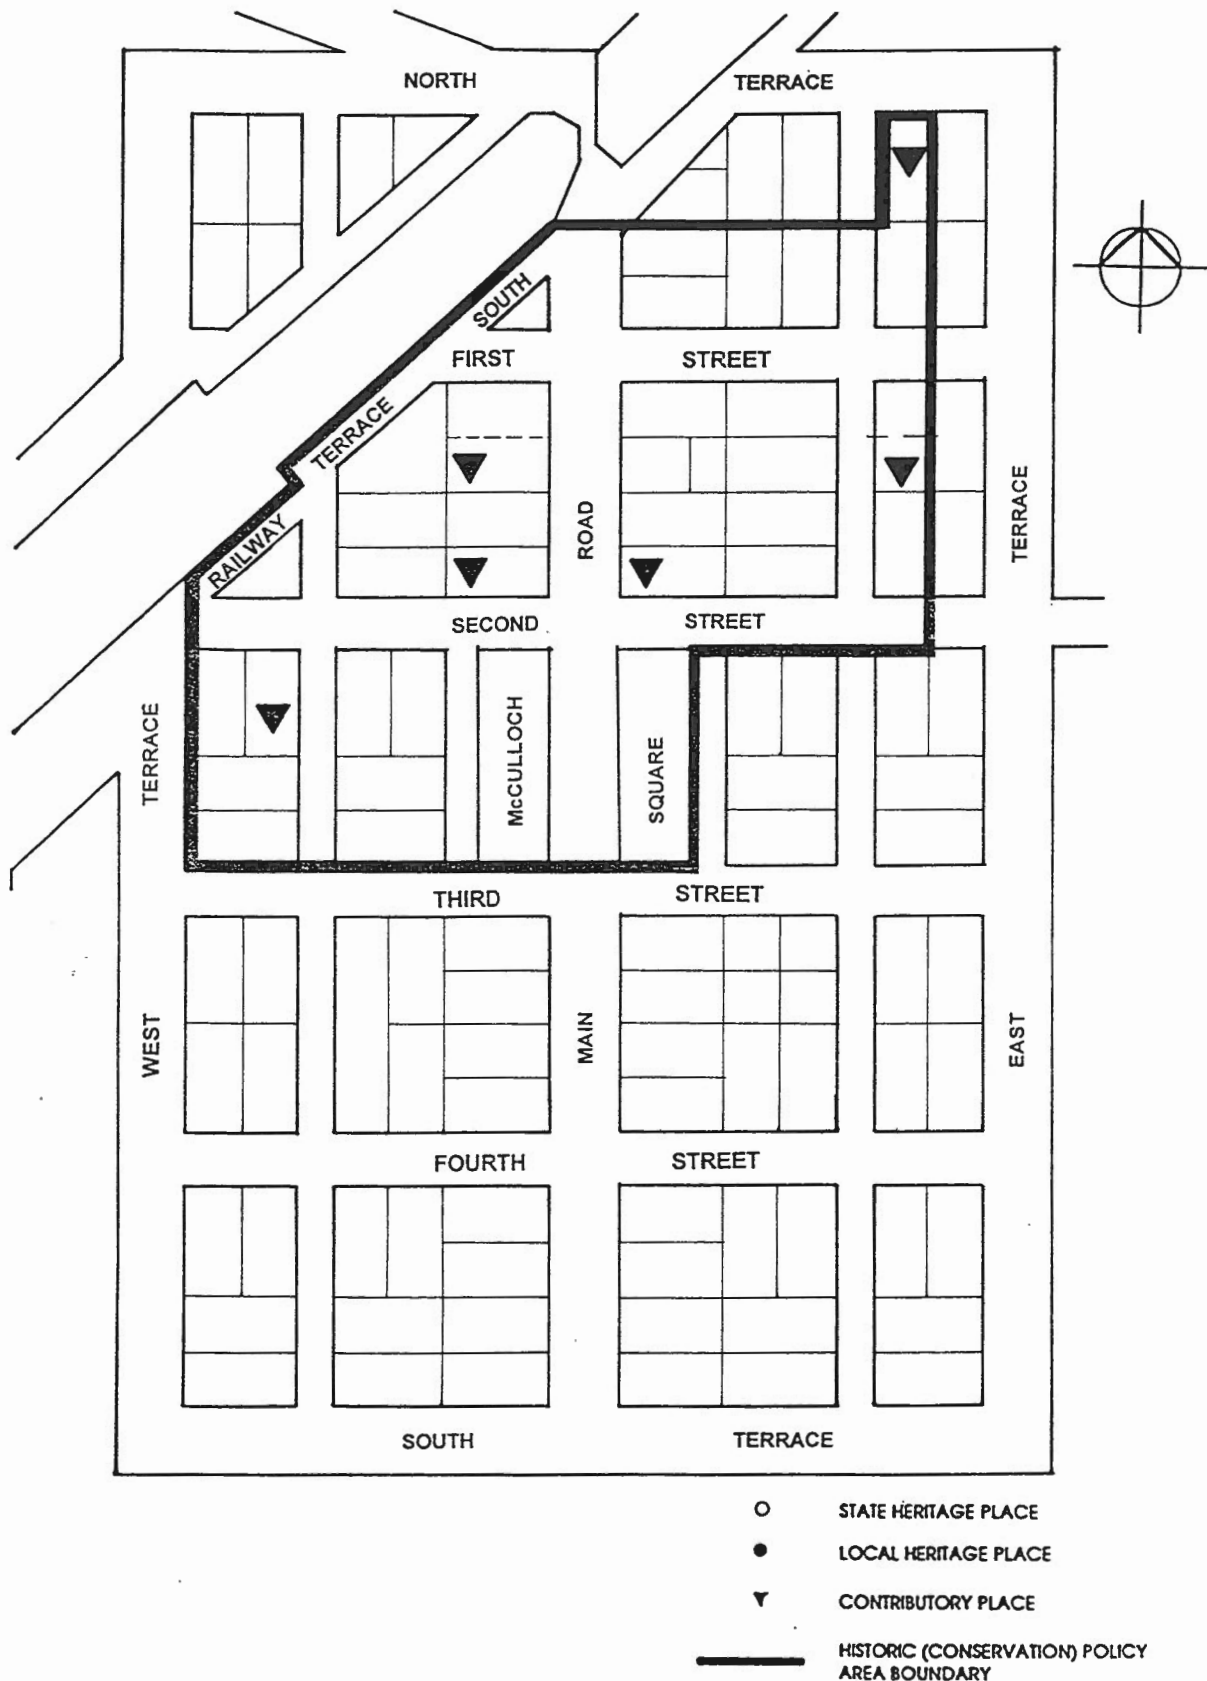 NORTH TERRACE
SOUTH
FIRST STREET
TERRACE
ROAD
TERRACE
RAILWAY
SECOND STREET
TERRACE
McCULLOCH
SQUARE
THIRD STREET
WEST
MAIN
EAST
FOURTH STREET
SOUTH TERRACE
STATE HERITAGE PLACE
LOCAL HERITAGE PLACE
CONTRIBUTORY PLACE
HISTORIC (CONSERVATION) POLICY
AREA BOUNDARY